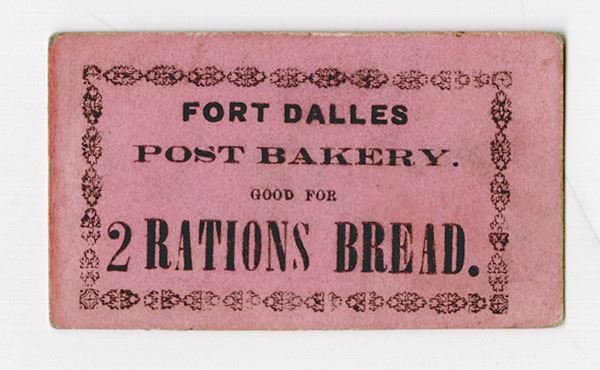 FORT DALLES
POST BAKERY.
GOOD FOR
2 RATIONS BREAD.